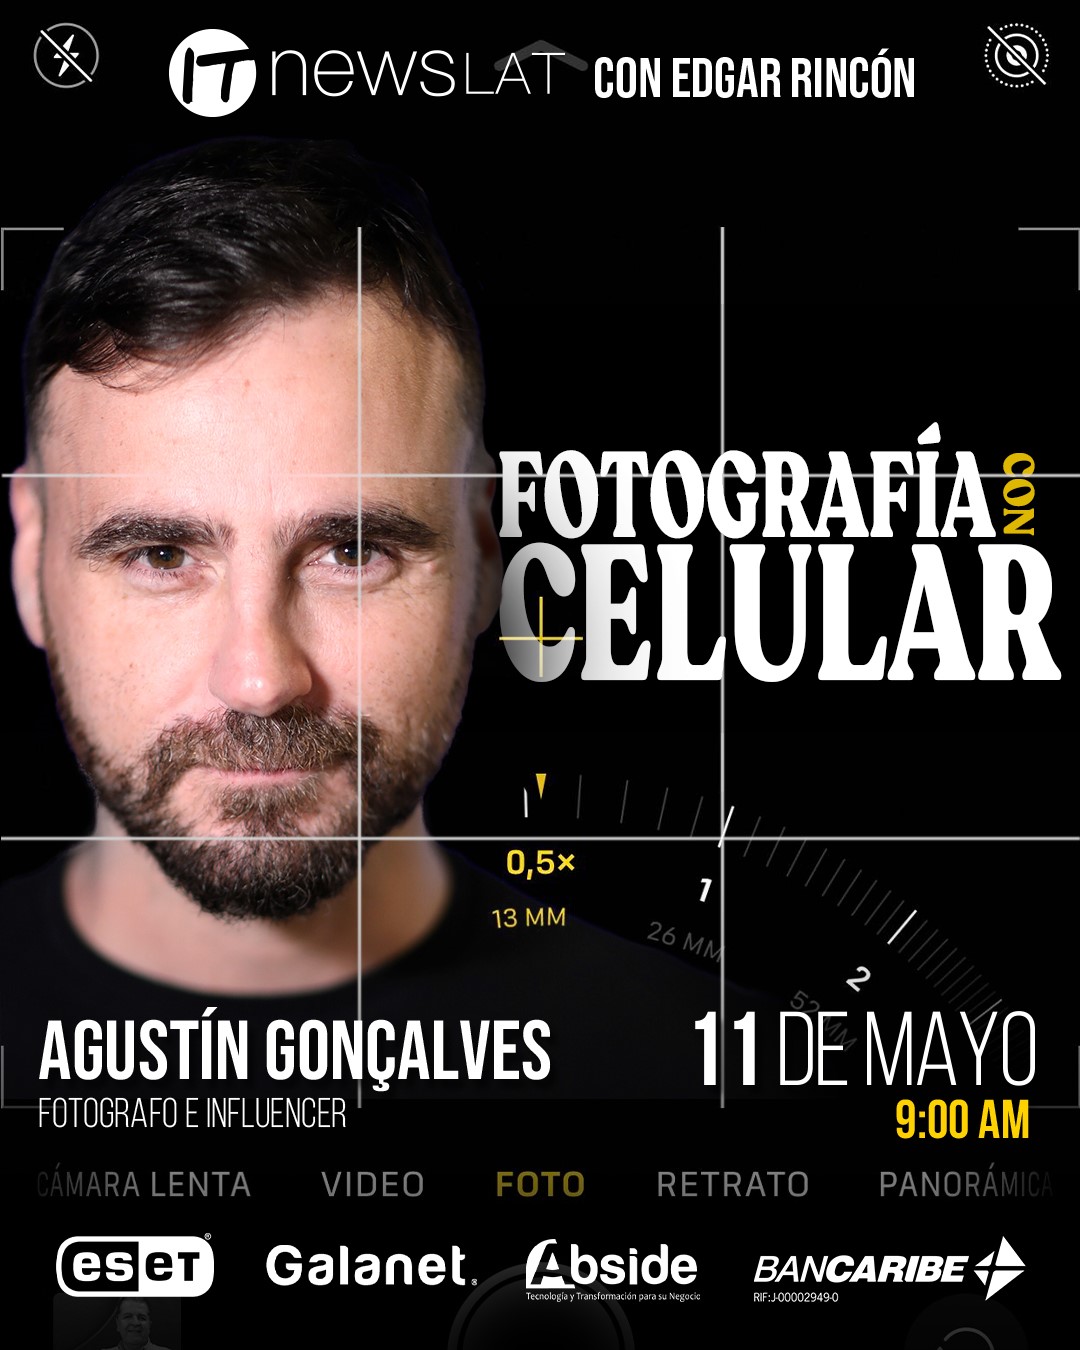 IT newsLAT CON EDGAR RINCÓN
FOTOGRAFÍA CON
CELULAR
0,5×
13 MM
1
26 MM
2
52 MM
AGUSTÍN GONÇALVES
FOTOGRAFO E INFLUENCER
11 DE MAYO
9:00 AM
CÁMARA LENTA VIDEO FOTO RETRATO PANORÁMICA
eseT® Galanet. Abside BANCARIBE
Tecnología y Transformación para su Negocio
RIF:J-00002949-0